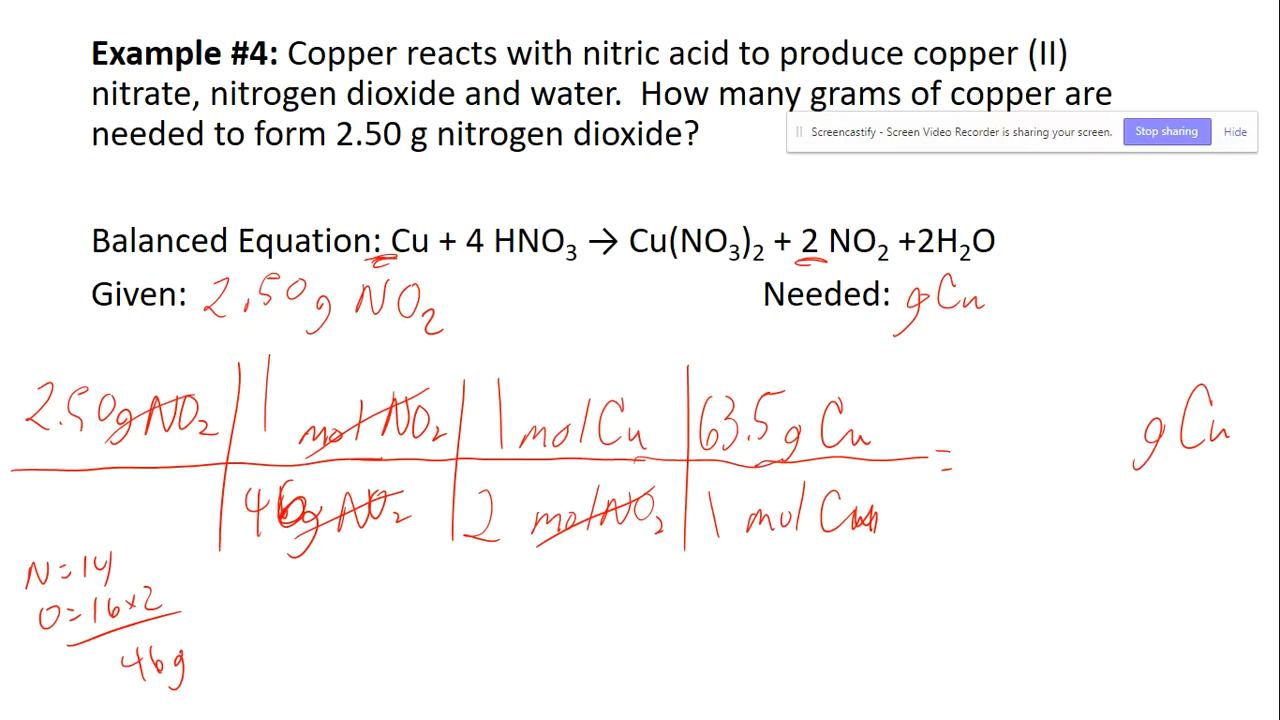 Example #4: Copper reacts with nitric acid to produce copper (II)
nitrate, nitrogen dioxide and water. How many grams of copper are
needed to form 2.50 g nitrogen dioxide?
Screencastify - Screen Video Recorder is sharing your screen. Stop sharing Hide
Balanced Equation: Cu + 4 HNO₃ → Cu(NO₃)₂ + 2 NO₂ +2H₂O
Given: 2.50g NO₂ Needed: g Cu
2.50g NO₂ | 1 mol NO₂ | 1 mol Cu | 63.5g Cu = g Cu
46g NO₂ | 2 mol NO₂ | 1 mol Cu
N=14
O=16×2
46g